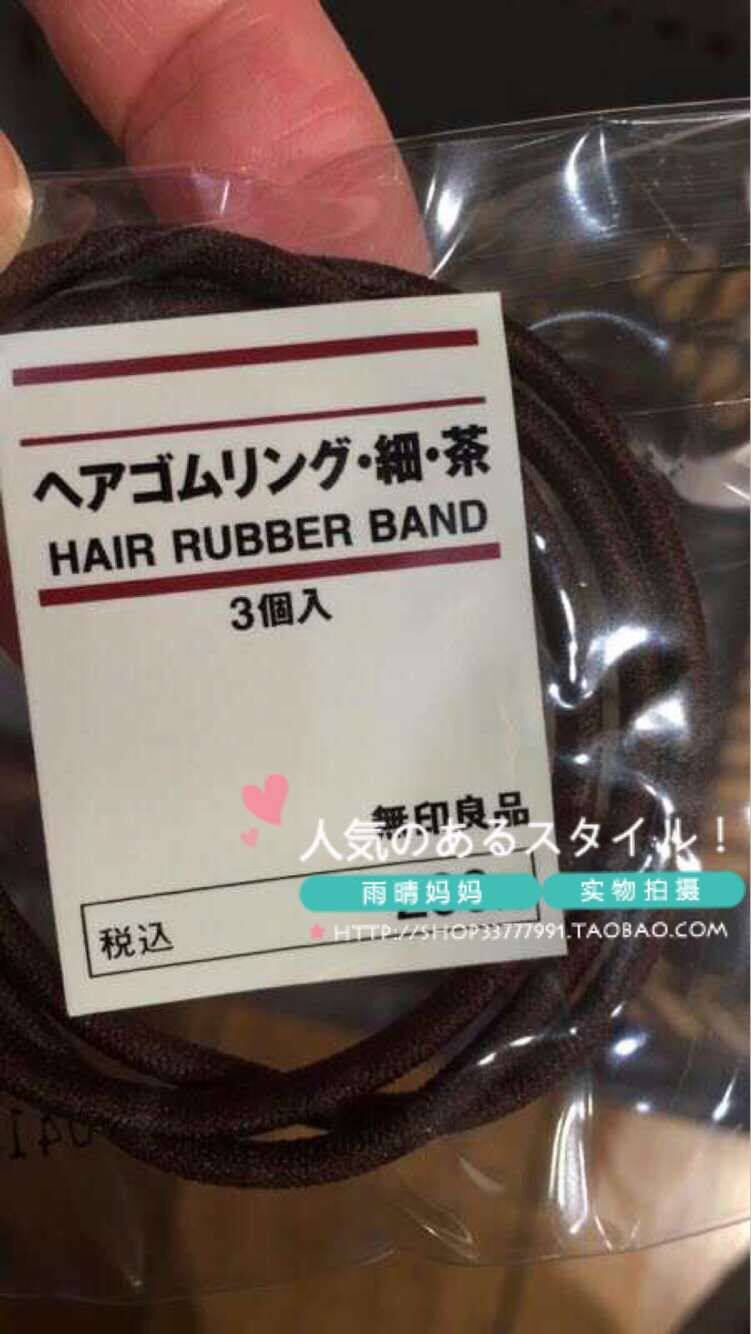 ヘアゴムリング・細・茶
HAIR RUBBER BAND
3個入
無印良品
人気のあるスタイル!
雨晴妈妈 实物拍摄
税込
HTTP://SHOP33777991.TAOBAO.COM